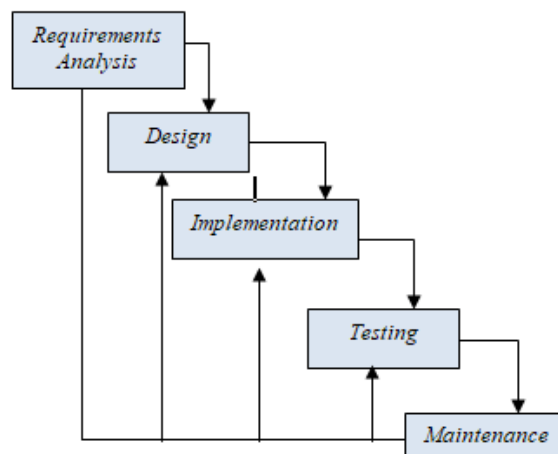 Requirements
Analysis
Design
Implementation
Testing
Maintenance